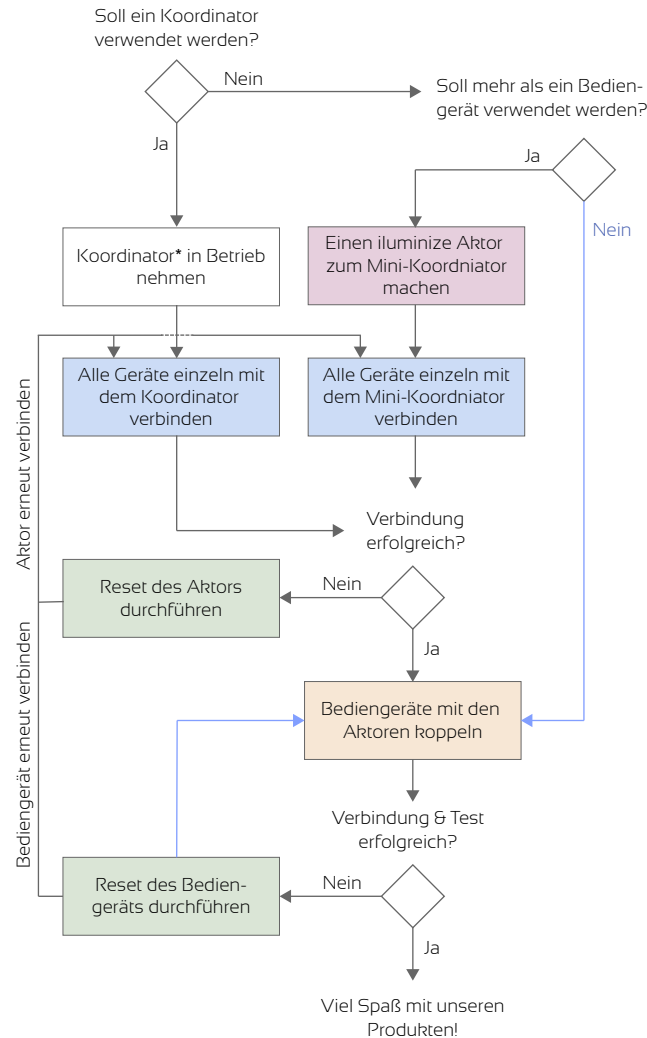 Soll ein Koordinator
verwendet werden?
Nein
Soll mehr als ein Bedien-
gerät verwendet werden?
Ja
Ja
Nein
Koordinator* in Betrieb
nehmen
Einen iluminize Aktor
zum Mini-Koordniator
machen
Alle Geräte einzeln mit
dem Koordinator
verbinden
Alle Geräte einzeln mit
dem Mini-Koordniator
verbinden
Aktor erneut verbinden
Verbindung
erfolgreich?
Reset des Aktors
durchführen
Nein
Ja
Bediengerät erneut verbinden
Bediengeräte mit den
Aktoren koppeln
Verbindung & Test
erfolgreich?
Reset des Bedien-
geräts durchführen
Nein
Ja
Viel Spaß mit unseren
Produkten!